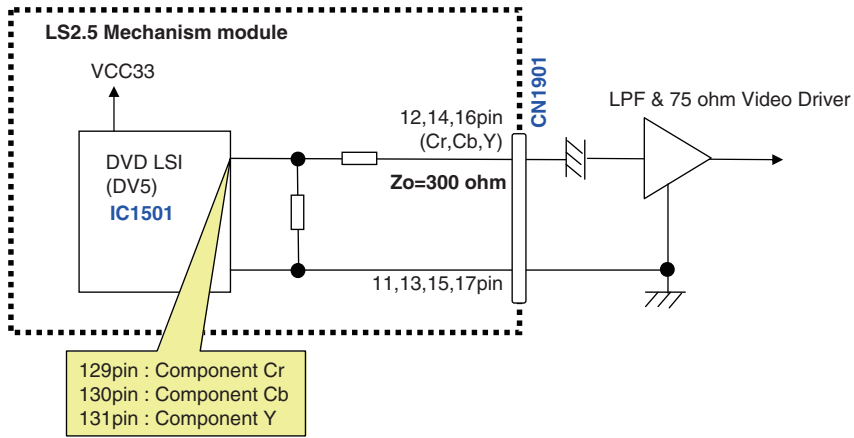 LS2.5 Mechanism module
VCC33
DVD LSI
(DV5)
IC1501
12,14,16pin
(Cr,Cb,Y)
Zo=300 ohm
11,13,15,17pin
CN1901
LPF & 75 ohm Video Driver
129pin : Component Cr
130pin : Component Cb
131pin : Component Y